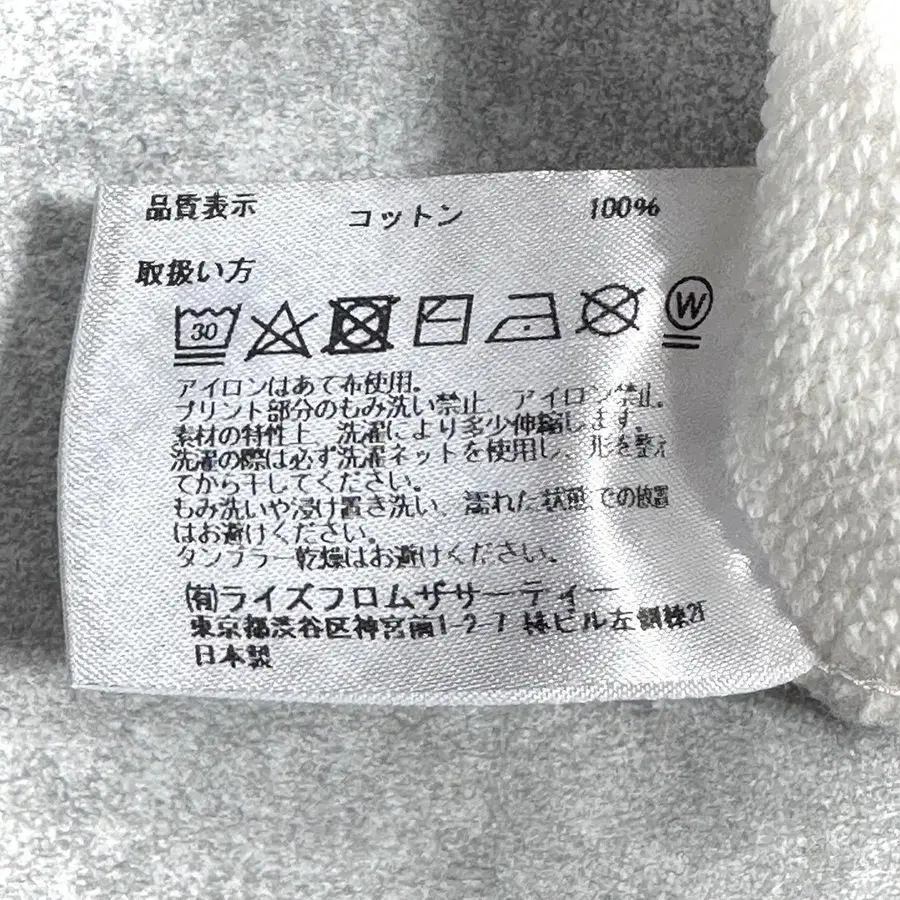 品質表示 コットン 100%
取扱い方
30 W
アイロンはあて布使用。
プリント部分のもみ洗い禁止 アイロン禁止。
素材の特性上 洗濯により多少伸縮します。
洗濯の際は必ず洗濯ネットを使用し、形を整え
てから干してください。
もみ洗いや浸け置き洗い、濡れた状態での放置
はお避けください。
タンブラー乾燥はお避けください。
㈲ライズフロムザサーティー
東京都渋谷区神宮前1-2-7 ビル左 棟2F
日本製